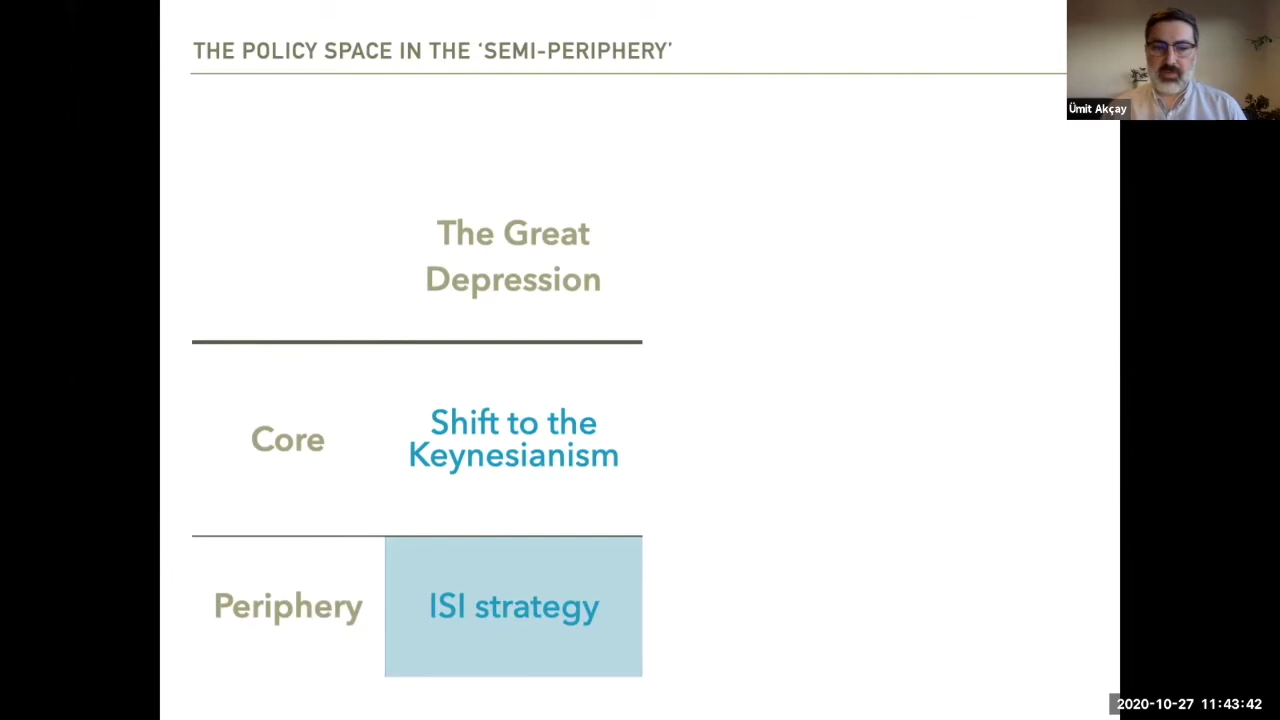 THE POLICY SPACE IN THE ‘SEMI-PERIPHERY’
Ümit Akçay
The Great
Depression
Core
Shift to the
Keynesianism
Periphery
ISI strategy
2020-10-27 11:43:42